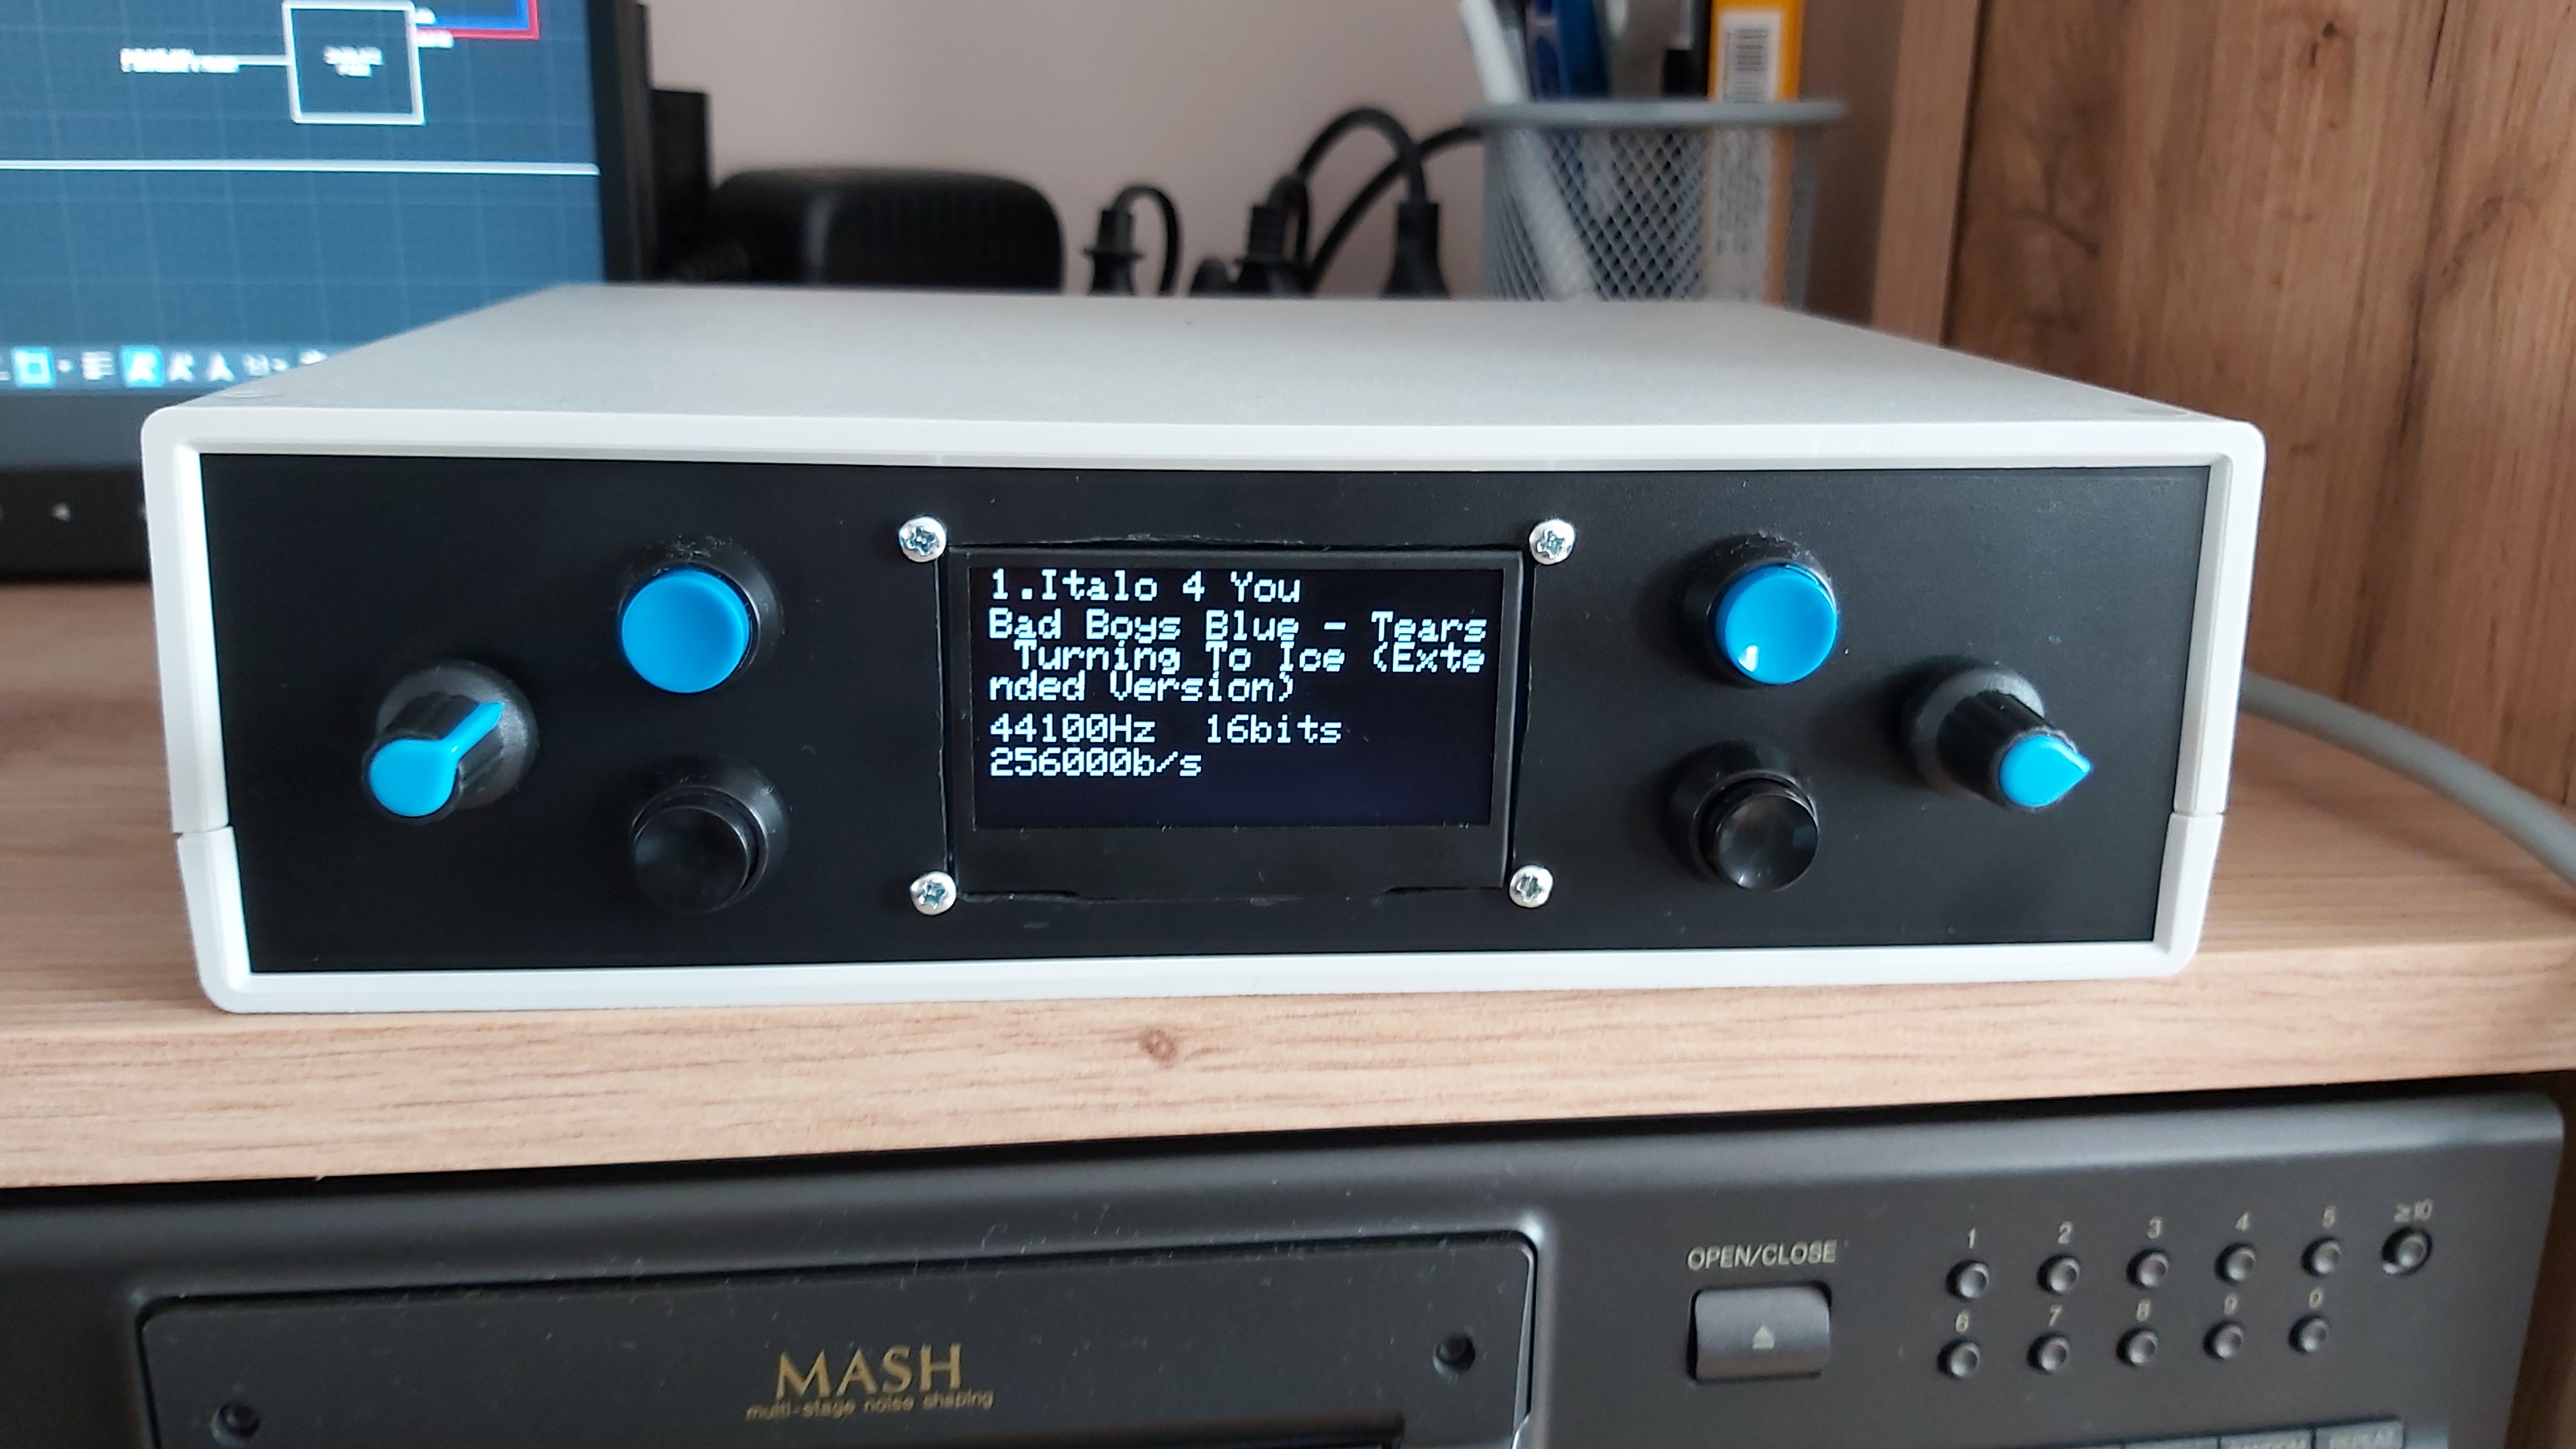 1.Italo 4 You
Bad Boys Blue - Tears
Turning To Ice (Exte
nded Version)
44100Hz 16bits
256000b/s
OPEN/CLOSE
1 2 3 4 5 ≥10
6 7 8 9 0
MASH
multi-stage noise shaping